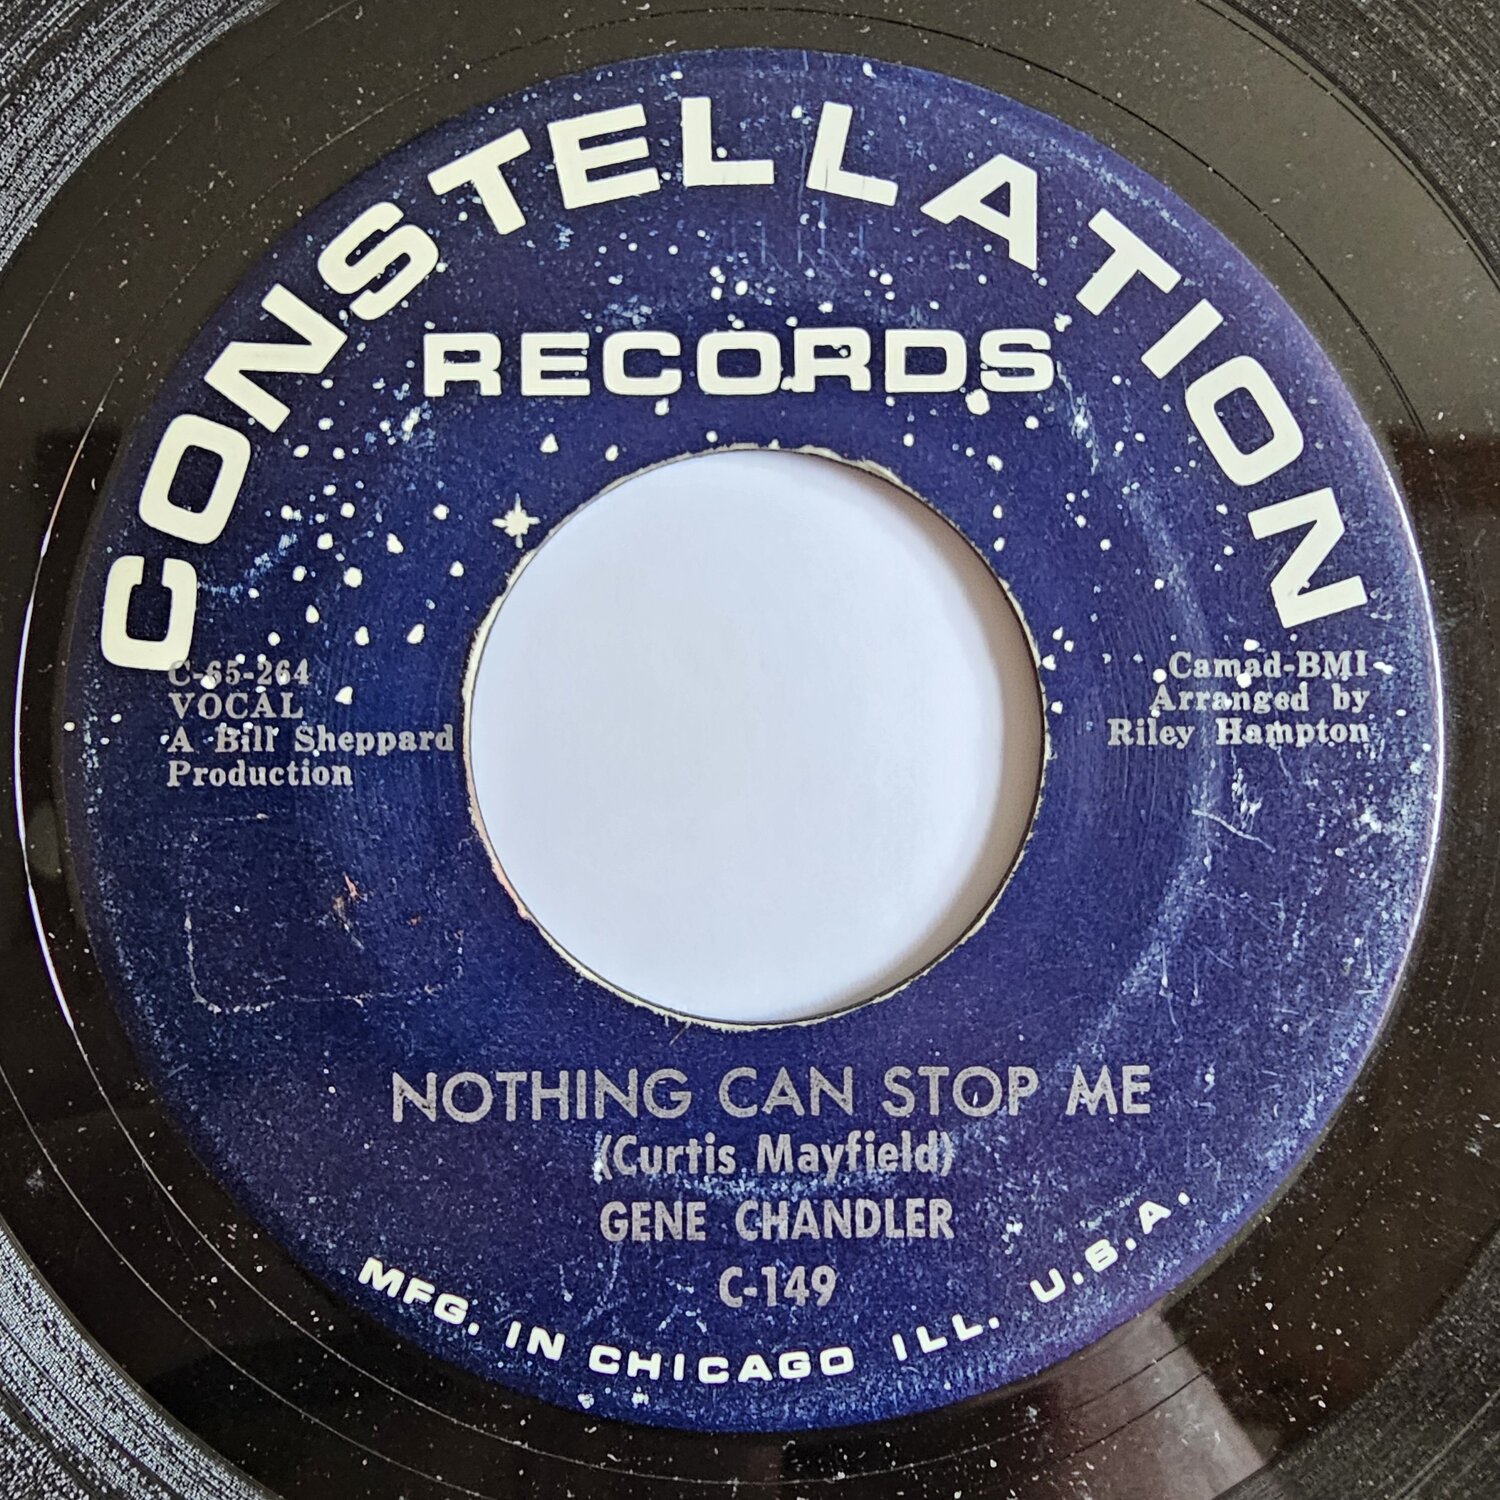 CONSTELLATION
RECORDS
C-65-264
VOCAL
A Bill Sheppard
Production
Camad-BMI
Arranged by
Riley Hampton
NOTHING CAN STOP ME
(Curtis Mayfield)
GENE CHANDLER
C-149
MFG. IN CHICAGO ILL. U.S.A.